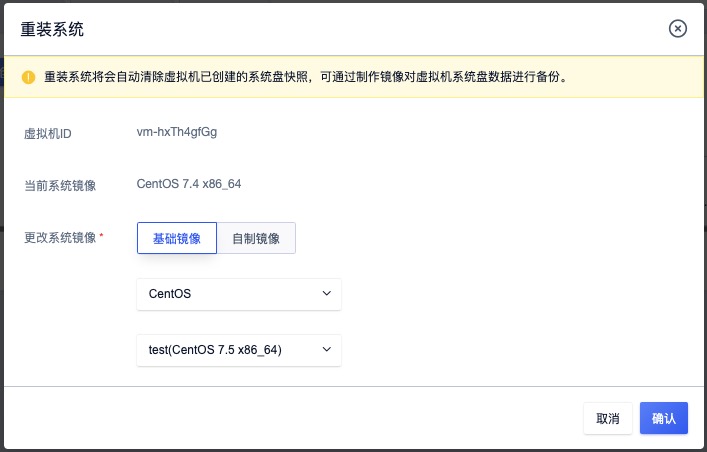 重装系统
重装系统将会自动清除虚拟机已创建的系统盘快照，可通过制作镜像对虚拟机系统盘数据进行备份。
虚拟机ID vm-hxTh4gfGg
当前系统镜像 CentOS 7.4 x86_64
更改系统镜像 * 基础镜像 自制镜像
CentOS
test(CentOS 7.5 x86_64)
取消 确认